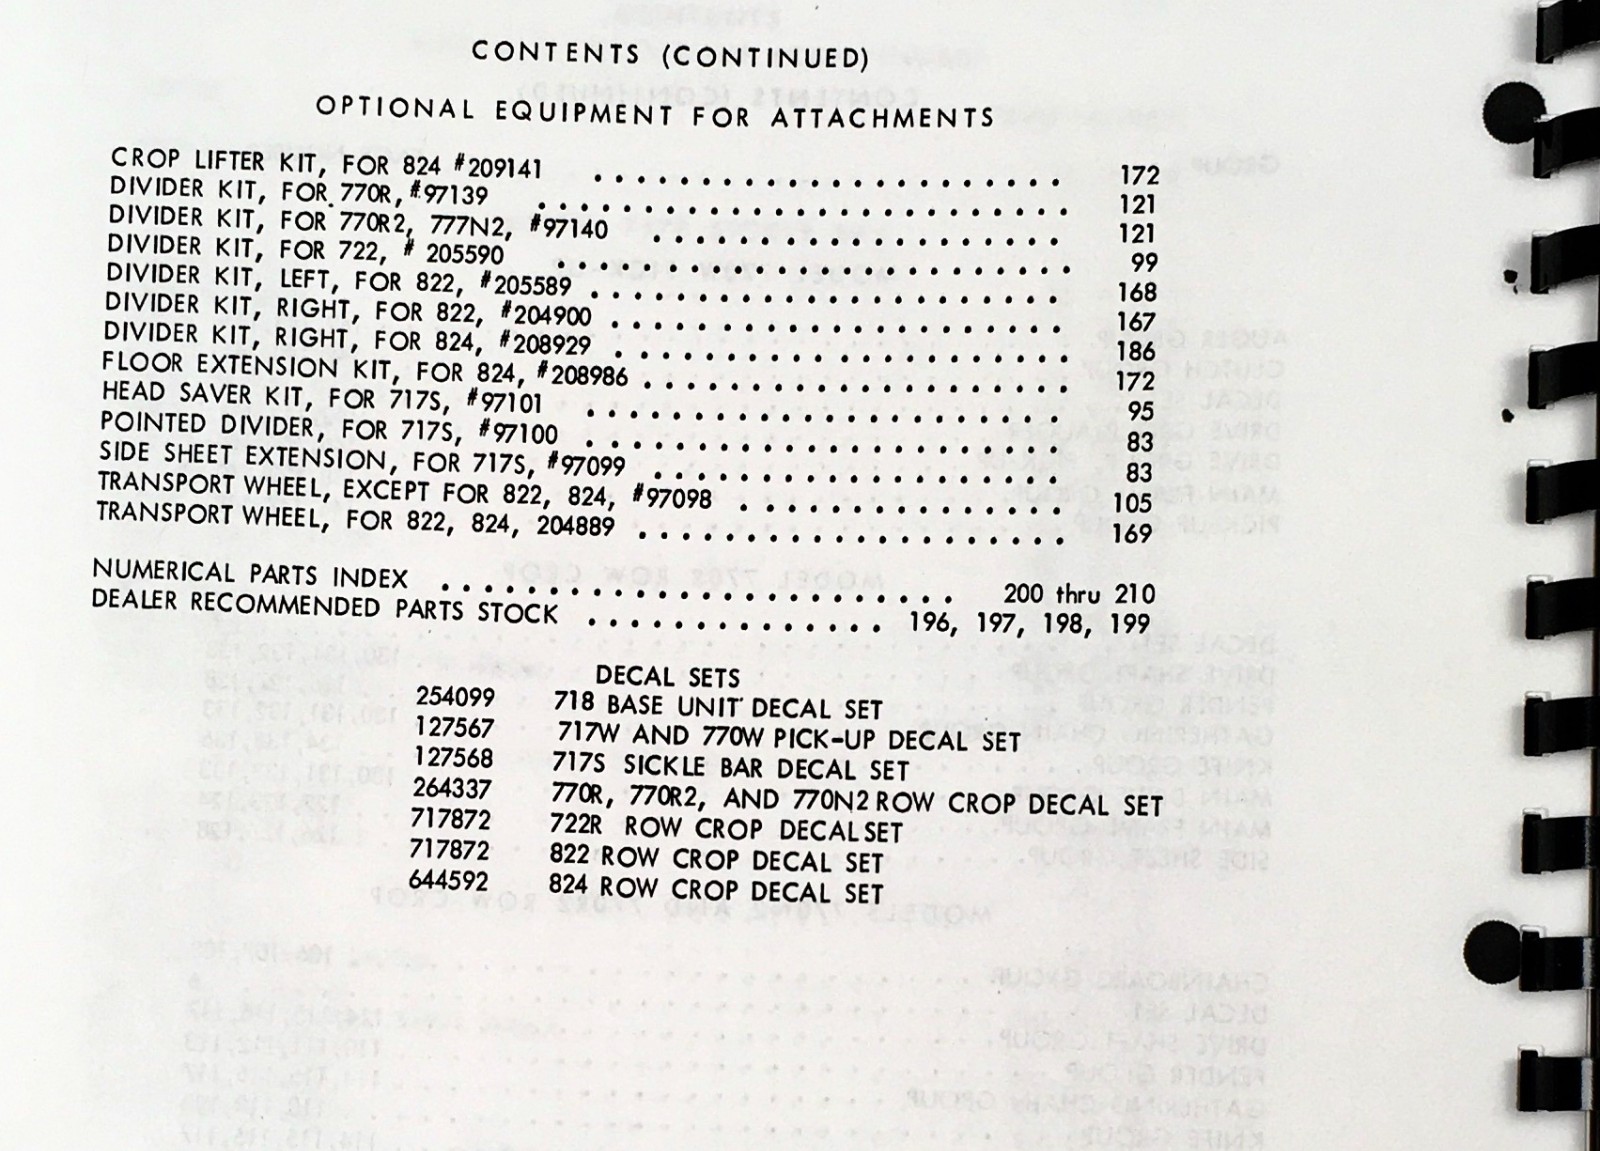 CONTENTS (CONTINUED)
OPTIONAL EQUIPMENT FOR ATTACHMENTS
CROP LIFTER KIT, FOR 824 #209141 . . . . . . . . . . . . . . . . . . . . . . 172
DIVIDER KIT, FOR 770R, #97139 . . . . . . . . . . . . . . . . . . . . . . . . . 121
DIVIDER KIT, FOR 770R2, 777N2, #97140 . . . . . . . . . . . . . . . . . . . 121
DIVIDER KIT, FOR 722, # 205590 . . . . . . . . . . . . . . . . . . . . . . . . 99
DIVIDER KIT, LEFT, FOR 822, #205589 . . . . . . . . . . . . . . . . . . . . . . 168
DIVIDER KIT, RIGHT, FOR 822, #204900 . . . . . . . . . . . . . . . . . . . . . 167
DIVIDER KIT, RIGHT, FOR 824, #208929 . . . . . . . . . . . . . . . . . . . . . 186
FLOOR EXTENSION KIT, FOR 824, #208986 . . . . . . . . . . . . . . . . . . . . 172
HEAD SAVER KIT, FOR 717S, #97101 . . . . . . . . . . . . . . . . . . . . . 95
POINTED DIVIDER, FOR 717S, #97100 . . . . . . . . . . . . . . . . . . . . . . 83
SIDE SHEET EXTENSION, FOR 717S, #97099 . . . . . . . . . . . . . . . . . . . 83
TRANSPORT WHEEL, EXCEPT FOR 822, 824, #97098 . . . . . . . . . . . . . 105
TRANSPORT WHEEL, FOR 822, 824, 204889 . . . . . . . . . . . . . . . . . . 169
NUMERICAL PARTS INDEX . . . . . . . . . . . . . . . . . . . . . . . . 200 thru 210
DEALER RECOMMENDED PARTS STOCK . . . . . . . . . . . . . . 196, 197, 198, 199
DECAL SETS
254099 718 BASE UNIT DECAL SET
127567 717W AND 770W PICK-UP DECAL SET
127568 717S SICKLE BAR DECAL SET
264337 770R, 770R2, AND 770N2 ROW CROP DECAL SET
717872 722R ROW CROP DECAL SET
717872 822 ROW CROP DECAL SET
644592 824 ROW CROP DECAL SET